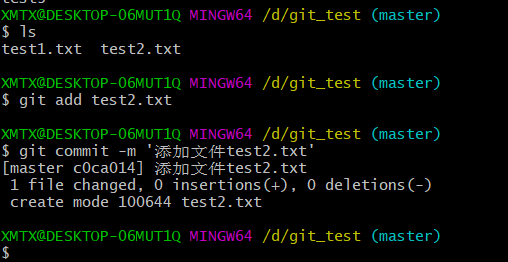 XMTX@DESKTOP-06MUT1Q MINGW64 /d/git_test (master)
$ ls
test1.txt  test2.txt
XMTX@DESKTOP-06MUT1Q MINGW64 /d/git_test (master)
$ git add test2.txt
XMTX@DESKTOP-06MUT1Q MINGW64 /d/git_test (master)
$ git commit -m '添加文件test2.txt'
[master c0ca014] 添加文件test2.txt
 1 file changed, 0 insertions(+), 0 deletions(-)
 create mode 100644 test2.txt
XMTX@DESKTOP-06MUT1Q MINGW64 /d/git_test (master)
$